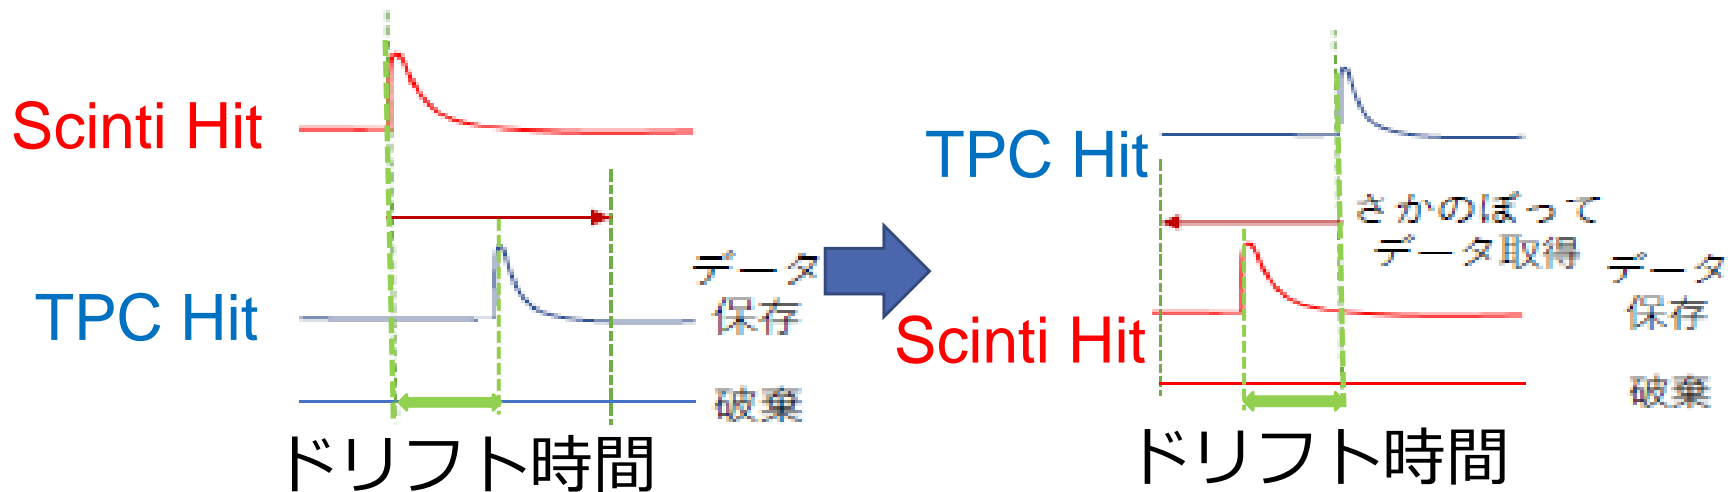 Scinti Hit
TPC Hit
データ
保存
破棄
ドリフト時間
TPC Hit
さかのぼって
データ取得
Scinti Hit
データ
保存
破棄
ドリフト時間